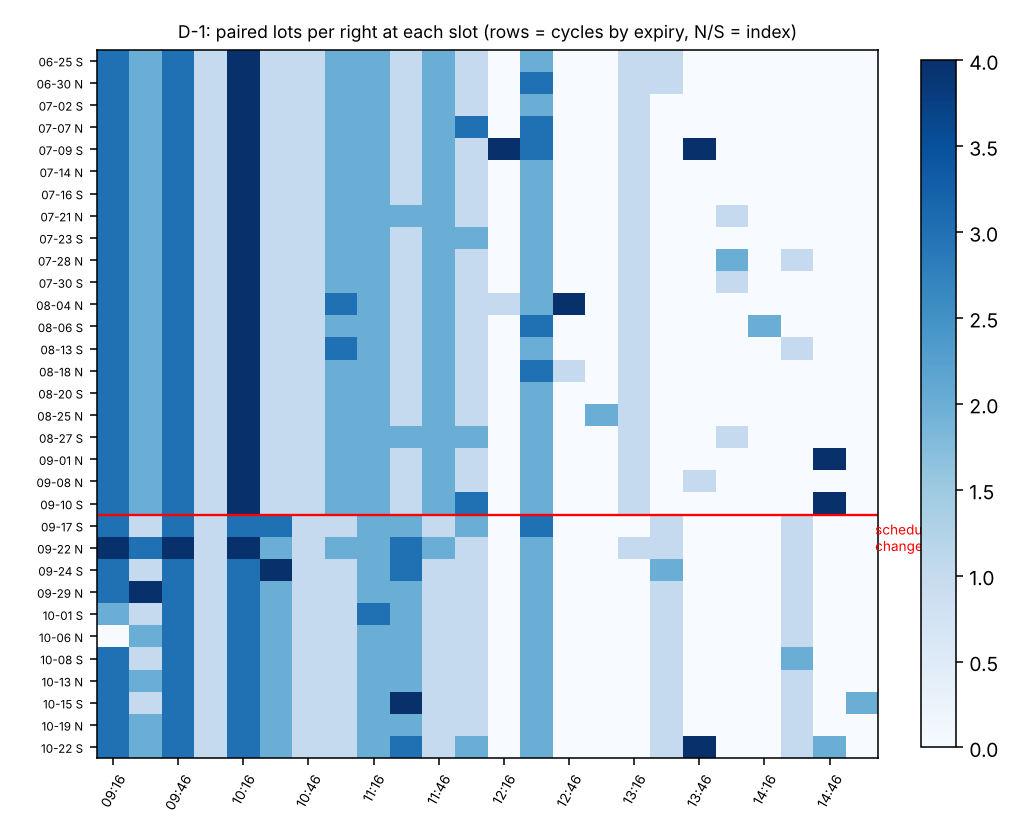 D-1: paired lots per right at each slot (rows = cycles by expiry, N/S = index)
06-25 S
06-30 N
07-02 S
07-07 N
07-09 S
07-14 N
07-16 S
07-21 N
07-23 S
07-28 N
07-30 S
08-04 N
08-06 S
08-13 S
08-18 N
08-20 S
08-25 N
08-27 S
09-01 N
09-08 N
09-10 S
09-17 S
09-22 N
09-24 S
09-29 N
10-01 S
10-06 N
10-08 S
10-13 N
10-15 S
10-19 N
10-22 S
schedu
change
4.0
3.5
3.0
2.5
2.0
1.5
1.0
0.5
0.0
09:16
09:46
10:16
10:46
11:16
11:46
12:16
12:46
13:16
13:46
14:16
14:46